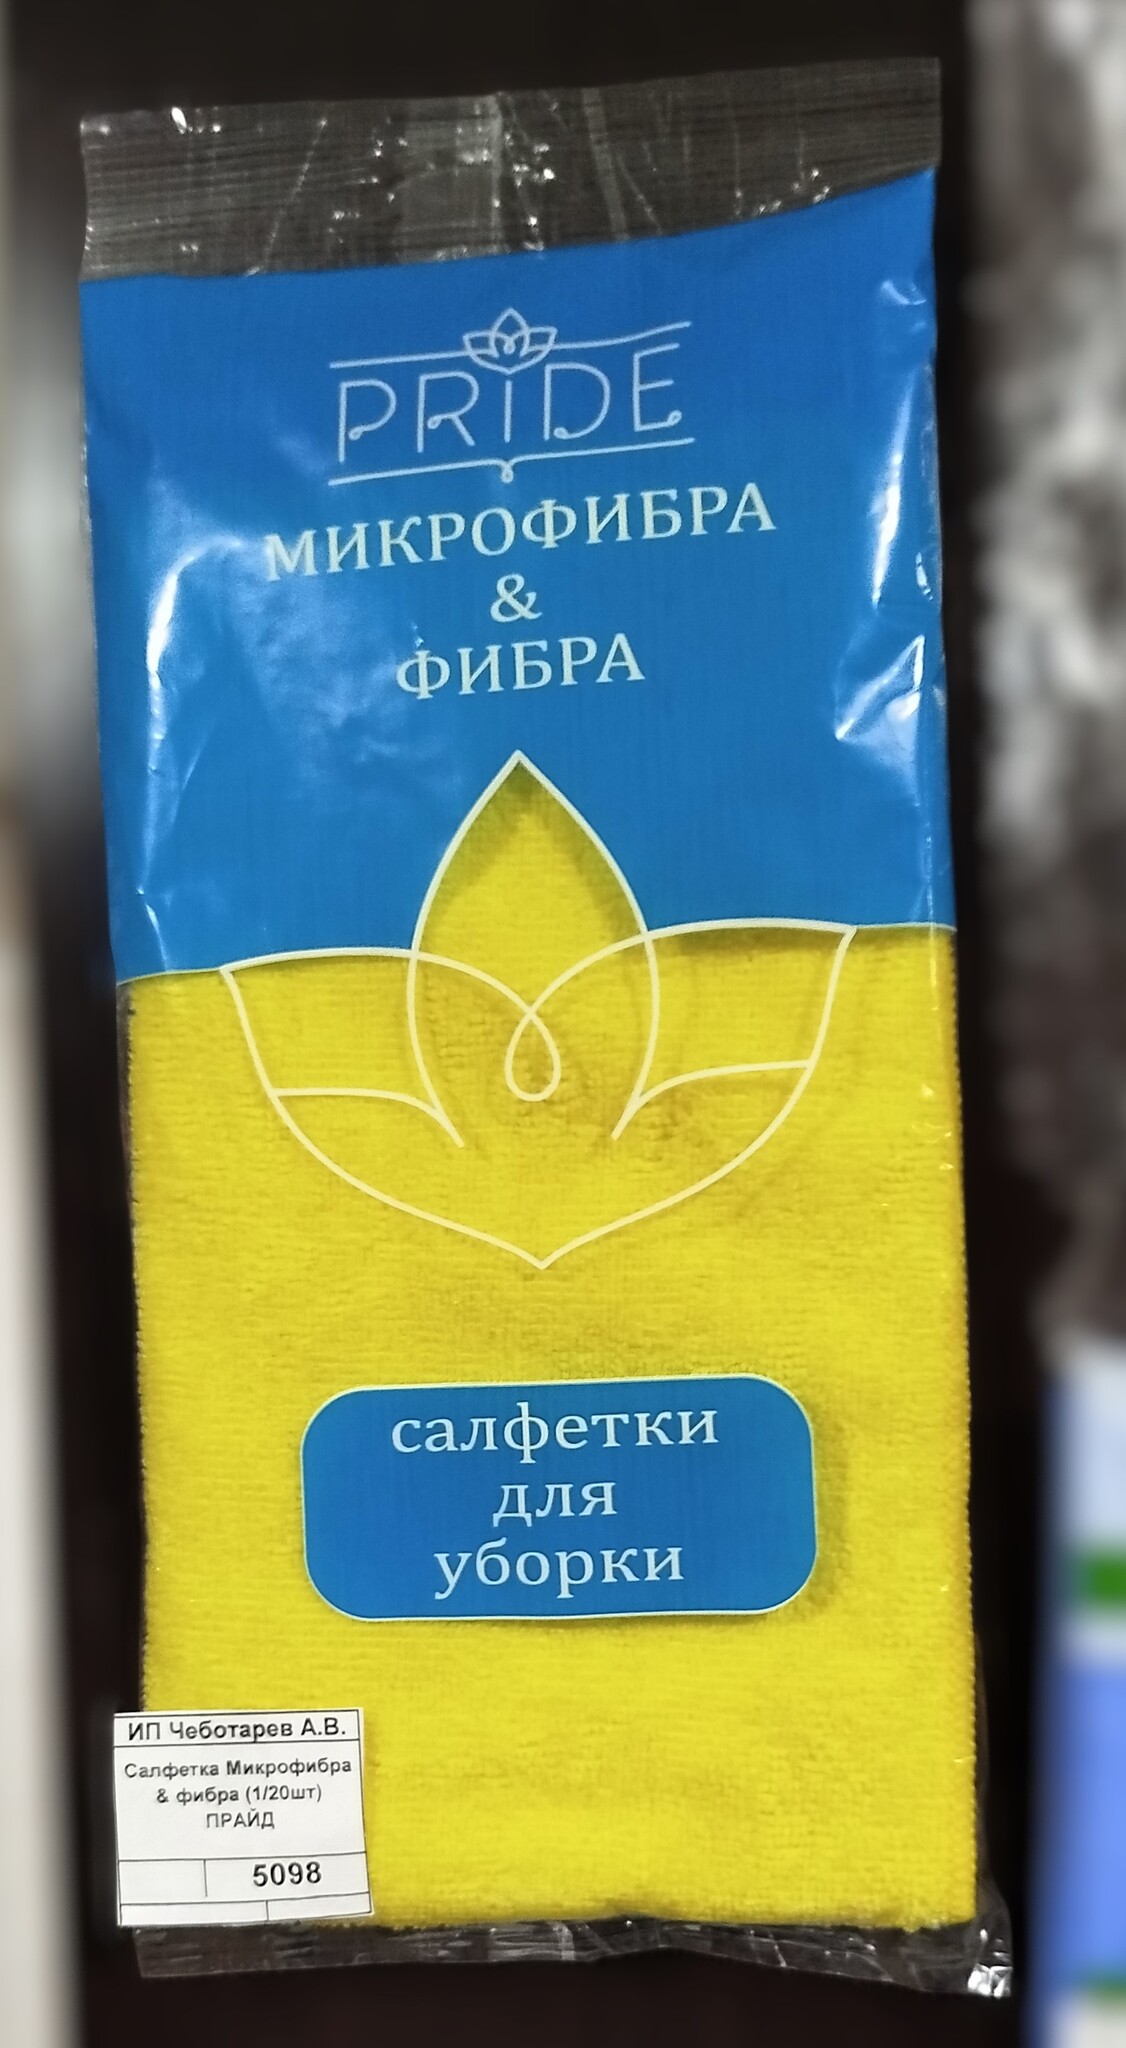 PRIDE
МИКРОФИБРА
&
ФИБРА
салфетки
для
уборки
ИП Чеботарев А.В.
Салфетка Микрофибра
& фибра (1/20шт)
ПРАЙД
5098